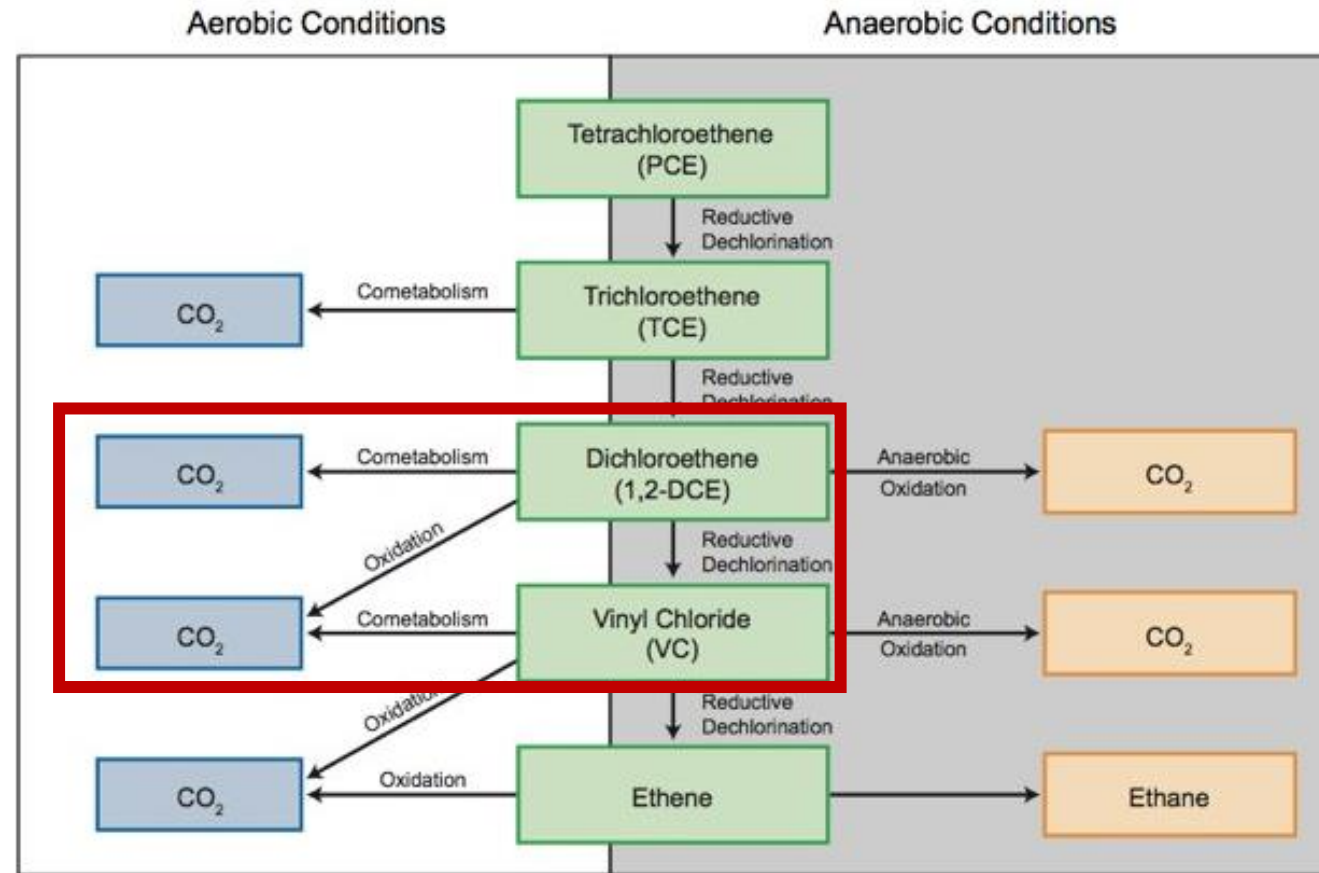 Aerobic Conditions
Anaerobic Conditions
Tetrachloroethene
(PCE)
Reductive
Dechlorination
CO₂
Cometabolism
Trichloroethene
(TCE)
Reductive
Dechlorination
CO₂
Cometabolism
Dichloroethene
(1,2-DCE)
Anaerobic
Oxidation
CO₂
Oxidation
Reductive
Dechlorination
CO₂
Cometabolism
Vinyl Chloride
(VC)
Anaerobic
Oxidation
CO₂
Oxidation
Reductive
Dechlorination
CO₂
Oxidation
Ethene
Ethane